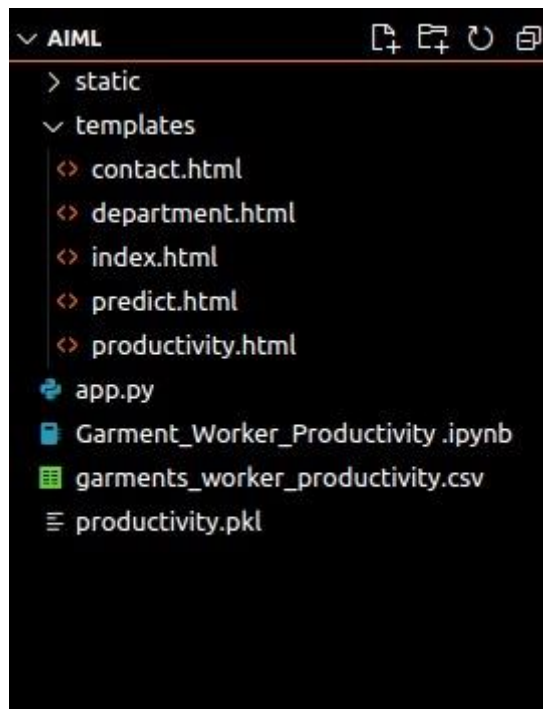 AIML
static
templates
contact.html
department.html
index.html
predict.html
productivity.html
app.py
Garment_Worker_Productivity .ipynb
garments_worker_productivity.csv
productivity.pkl